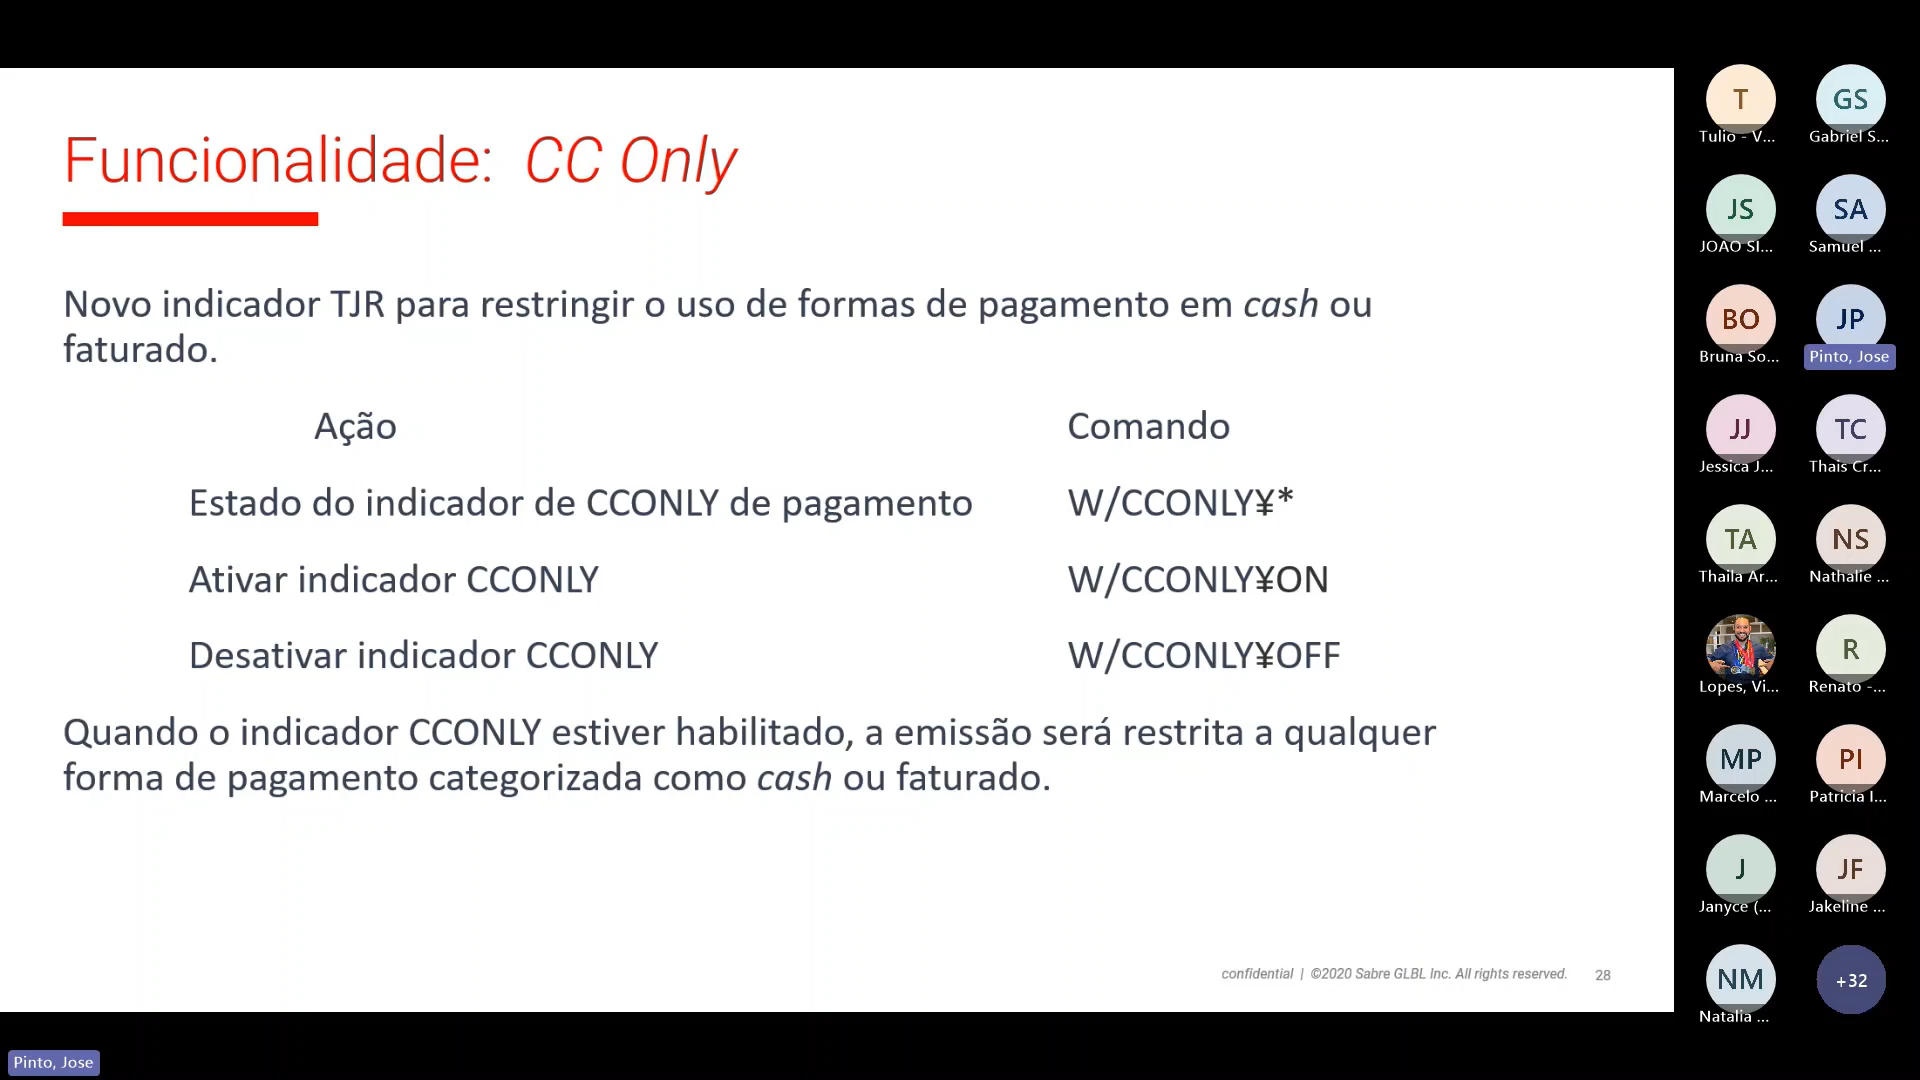 Funcionalidade: CC Only
Novo indicador TJR para restringir o uso de formas de pagamento em cash ou
faturado.
Ação Comando
Estado do indicador de CCONLY de pagamento W/CCONLY¥*
Ativar indicador CCONLY W/CCONLY¥ON
Desativar indicador CCONLY W/CCONLY¥OFF
Quando o indicador CCONLY estiver habilitado, a emissão será restrita a qualquer
forma de pagamento categorizada como cash ou faturado.
confidential | ©2020 Sabre GLBL Inc. All rights reserved. 28
Pinto, Jose
T GS
Tulio - V... Gabriel S...
JS SA
JOAO SI... Samuel ...
BO JP
Bruna So... Pinto, Jose
JJ TC
Jessica J... Thais Cr...
TA NS
Thaila Ar... Nathalie ...
R
Lopes, Vi... Renato -...
MP PI
Marcelo ... Patricia I...
J JF
Janyce (... Jakeline ...
NM +32
Natalia ...